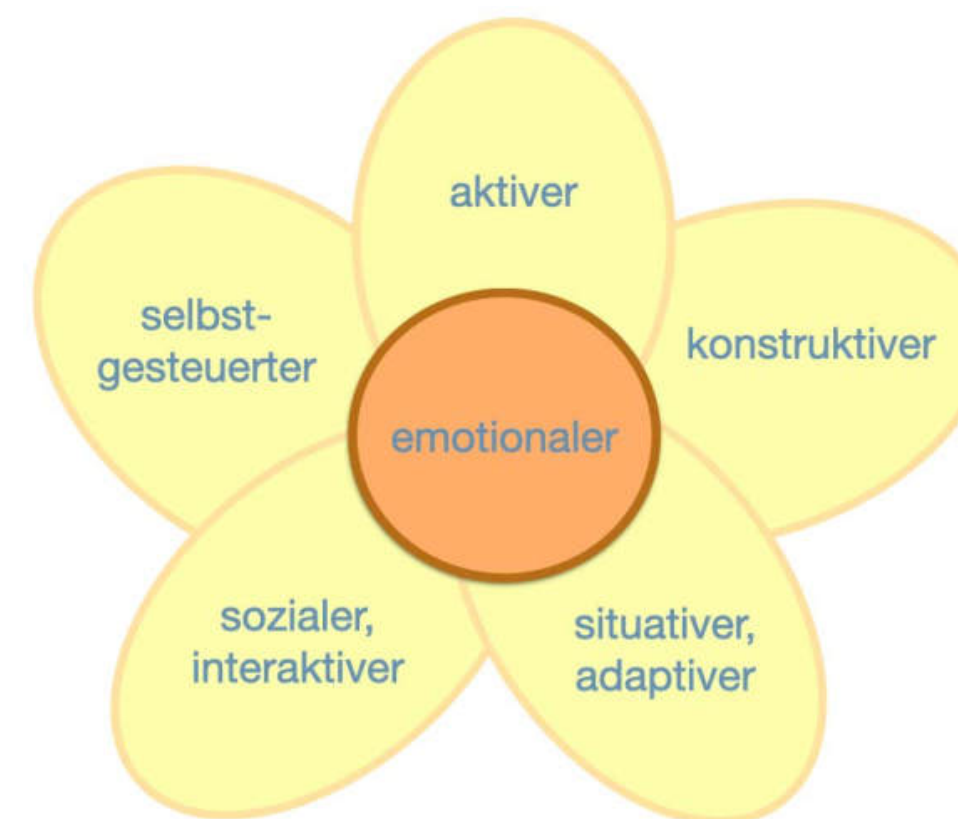 aktiver
selbst-
gesteuerter
konstruktiver
emotionaler
sozialer,
interaktiver
situativer,
adaptiver